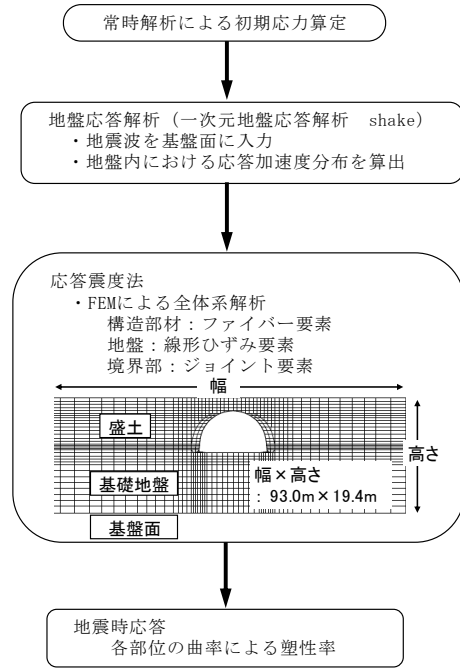 常時解析による初期応力算定
地盤応答解析（一次元地盤応答解析　shake）
・地震波を基盤面に入力
・地盤内における応答加速度分布を算出
応答震度法
・FEMによる全体系解析
構造部材：ファイバー要素
地盤：線形ひずみ要素
境界部：ジョイント要素
幅
盛土
高さ
基礎地盤
幅×高さ
：93.0m×19.4m
基盤面
地震時応答
各部位の曲率による塑性率